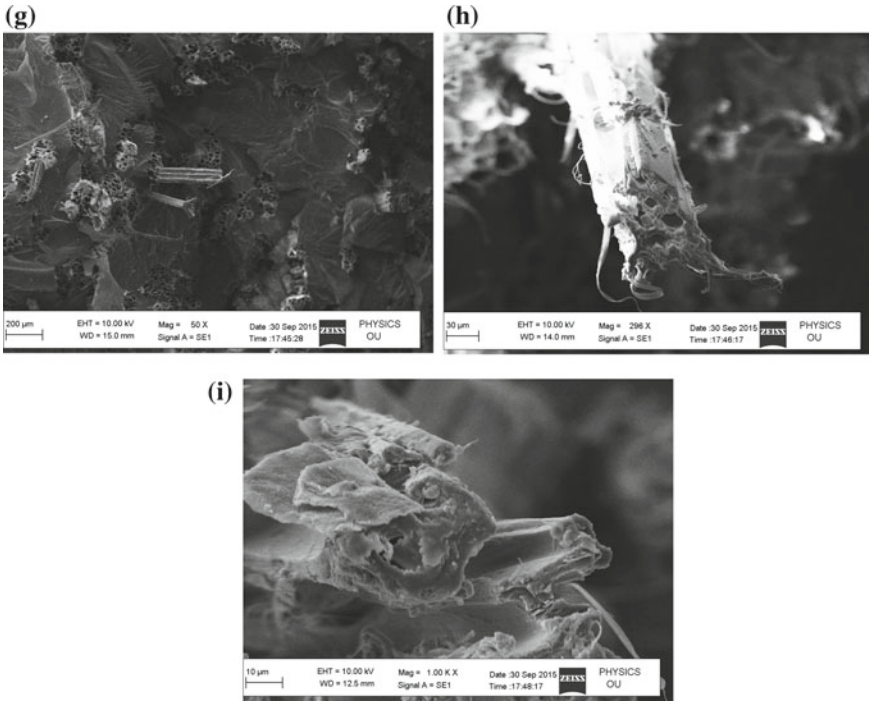 (g)
200 µm EHT = 10.00 kV Mag = 50 X Date :30 Sep 2015 ZEISS PHYSICS
WD = 15.0 mm Signal A = SE1 Time :17:45:28 OU
(h)
30 µm EHT = 10.00 kV Mag = 296 X Date :30 Sep 2015 ZEISS PHYSICS
WD = 14.0 mm Signal A = SE1 Time :17:46:17 OU
(i)
10 µm EHT = 10.00 kV Mag = 1.00 K X Date :30 Sep 2015 ZEISS PHYSICS
WD = 12.5 mm Signal A = SE1 Time :17:48:17 OU